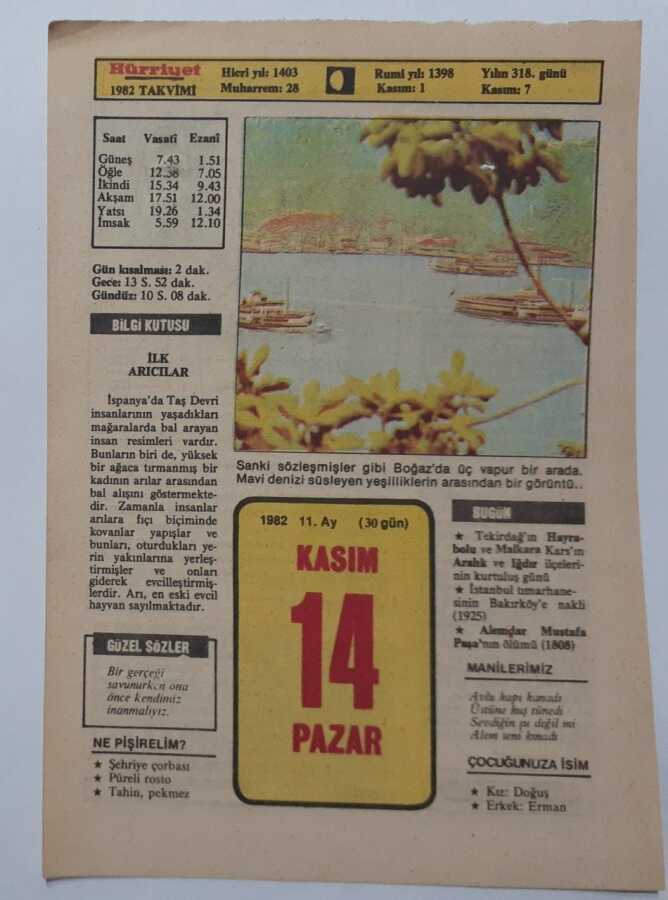 Hürriyet
1982 TAKVİMİ
Hicri yıl: 1403
Muharrem: 28
Rumi yıl: 1398
Kasım: 1
Yılın 318. günü
Kasım: 7
Saat Vasatî Ezanî
Güneş 7.43 1.51
Öğle 12.38 7.05
İkindi 15.34 9.43
Akşam 17.51 12.00
Yatsı 19.26 1.34
İmsak 5.59 12.10
Gün kısalması: 2 dak.
Gece: 13 S. 52 dak.
Gündüz: 10 S. 08 dak.
BİLGİ KUTUSU
İLK
ARICILAR
İspanya'da Taş Devri
insanlarının yaşadıkları
mağaralarda bal arayan
insan resimleri vardır.
Bunların biri de, yüksek
bir ağaca tırmanmış bir
kadının arılar arasından
bal alışını göstermekte-
dir. Zamanla insanlar
arılara fıçı biçiminde
kovanlar yapışlar ve
bunları, oturdukları ye-
rin yakınlarına yerleş-
tirmişler ve onları
giderek evcilleştirmiş-
lerdir. Arı, en eski evcil
hayvan sayılmaktadır.
GÜZEL SÖZLER
Bir gerçeği
savunurken ona
önce kendimiz
inanmalıyız.
NE PİŞİRELİM?
★ Şehriye çorbası
★ Püreli rosto
★ Tahin, pekmez
Sanki sözleşmişler gibi Boğaz'da üç vapur bir arada.
Mavi denizi süsleyen yeşilliklerin arasından bir görüntü..
1982 11. Ay (30 gün)
KASIM
14
PAZAR
BUGÜN
★ Tekirdağ'ın Hayra-
bolu ve Malkara Kars'ın
Aralık ve Iğdır ilçeleri-
nin kurtuluş günü
★ İstanbul tımarhane-
sinin Bakırköy'e nakli
(1925)
★ Alemdar Mustafa
Paşa'nın ölümü (1808)
MANİLERİMİZ
Avlu kapı kanadı
Üstüne kuş tünedi
Sevdiğin şu değil mi
Alem seni kınadı
ÇOCUĞUNUZA İSİM
★ Kız: Doğuş
★ Erkek: Erman